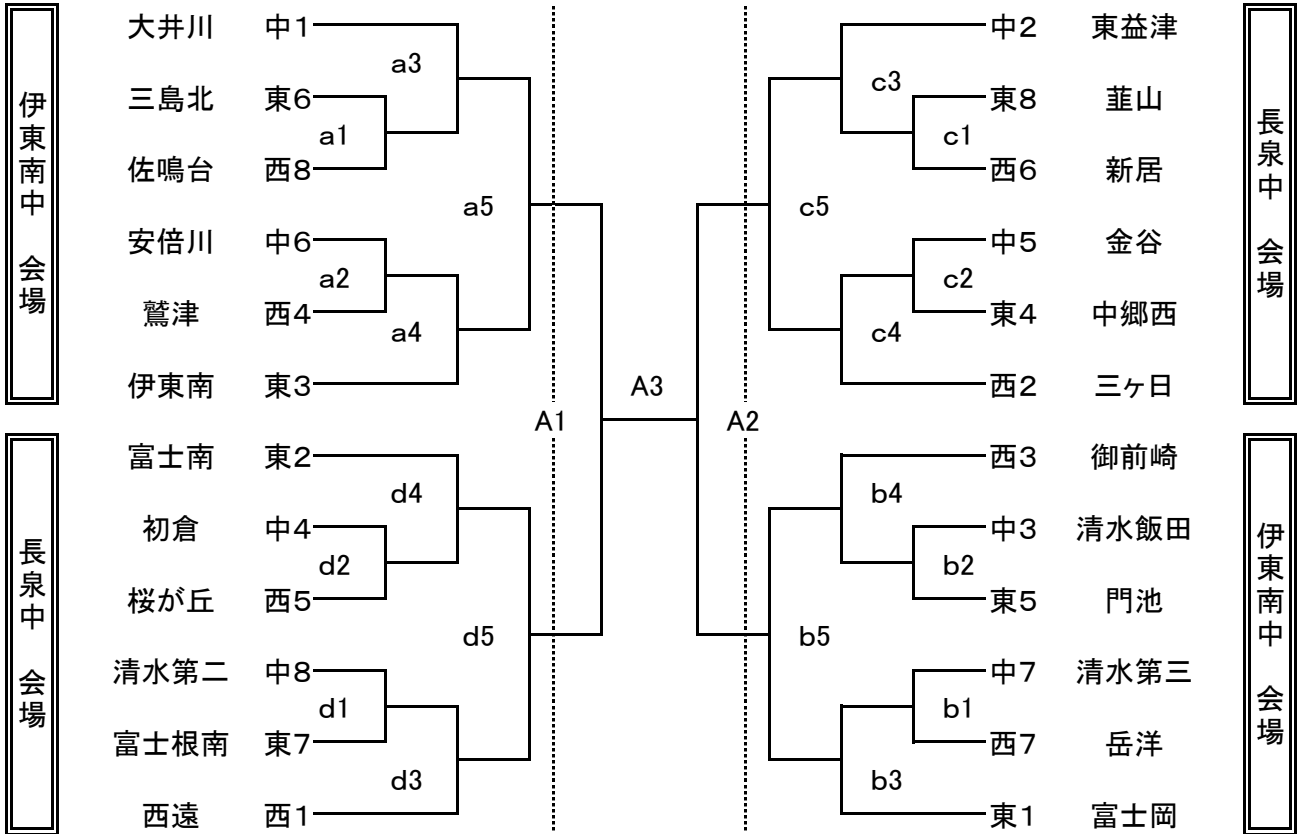 伊東南中 会場
大井川 中1
a3
三島北 東6
a1
佐鳴台 西8
a5
安倍川 中6
a2
鷲津 西4
a4
伊東南 東3
長泉中 会場
富士南 東2
d4
初倉 中4
d2
桜が丘 西5
d5
清水第二 中8
d1
富士根南 東7
d3
西遠 西1
A1
A3
A2
中2 東益津
c3
東8 韮山
c1
西6 新居
c5
中5 金谷
c2
東4 中郷西
c4
西2 三ヶ日
長泉中 会場
西3 御前崎
b4
中3 清水飯田
b2
東5 門池
b5
中7 清水第三
b1
西7 岳洋
b3
東1 富士岡
伊東南中 会場